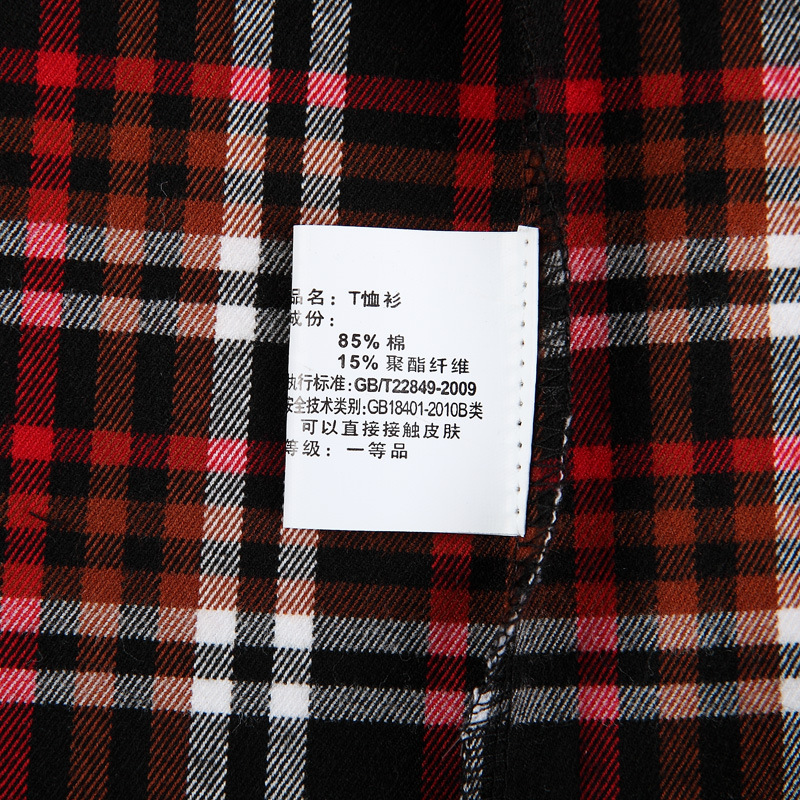 品名：T恤衫
成份：
85% 棉
15% 聚酯纤维
执行标准:GB/T22849-2009
安全技术类别:GB18401-2010B类
可以直接接触皮肤
等级：一等品